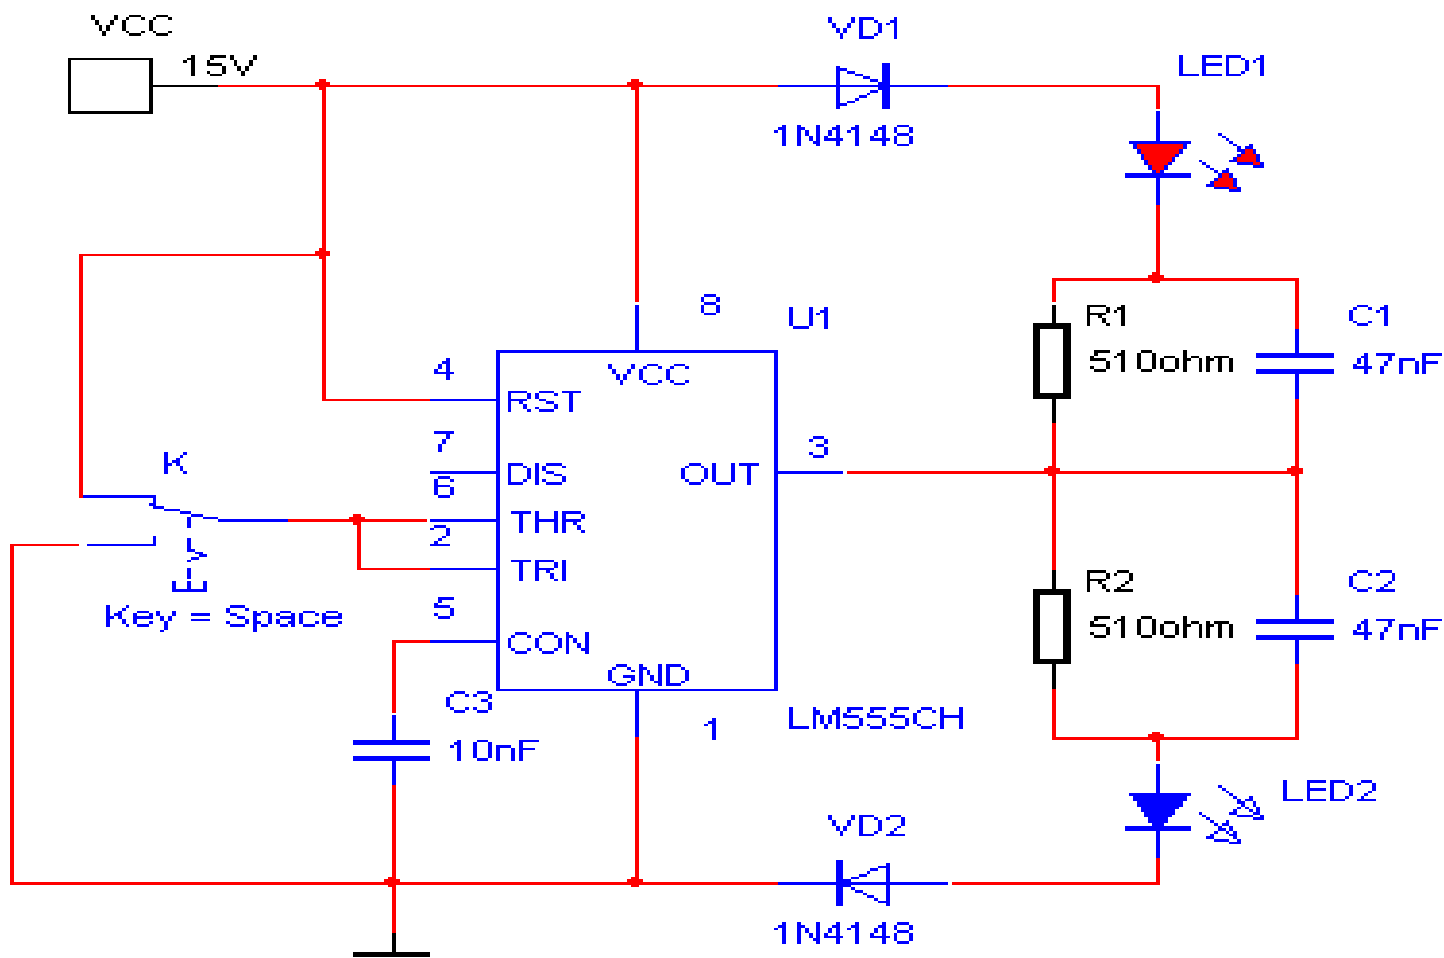 VCC
15V
VD1
1N4148
LED1
8
U1
VCC
4
RST
7
DIS
6
THR
2
TRI
5
CON
GND
OUT
3
1
LM555CH
K
Key = Space
C3
10nF
R1
510ohm
C1
47nF
R2
510ohm
C2
47nF
LED2
VD2
1N4148